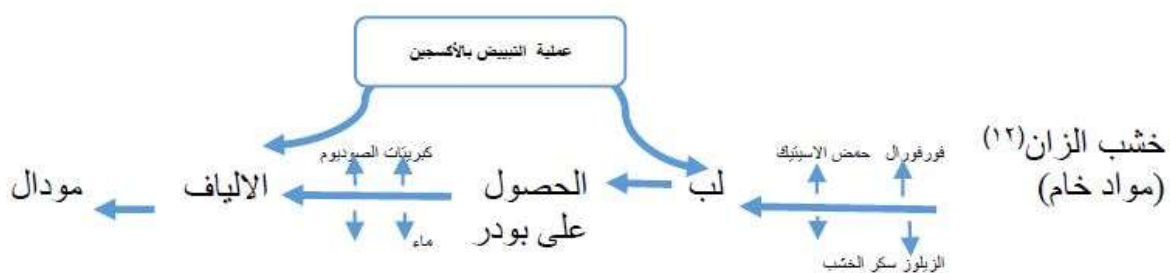 عملية التبييض بالأكسجين
خشب الزان(١٢)
(مواد خام)
فورفورال حمض الاسيتيك
الزيلوز سكر الخشب
لب
الحصول
على بودر
كبريتات الصوديوم
ماء
الالياف
مودال